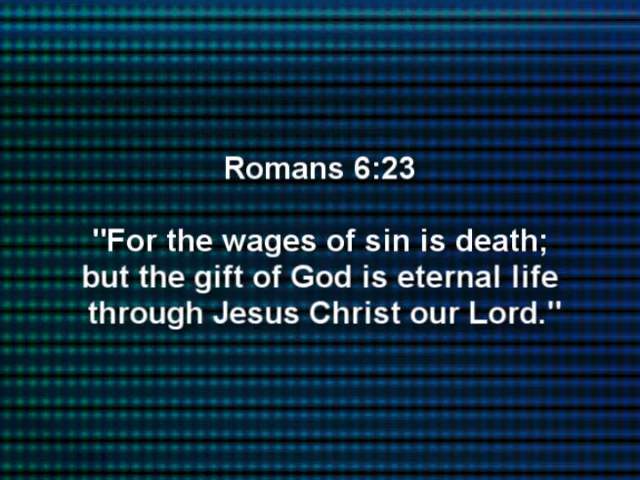 Romans 6:23
"For the wages of sin is death;
but the gift of God is eternal life
through Jesus Christ our Lord."